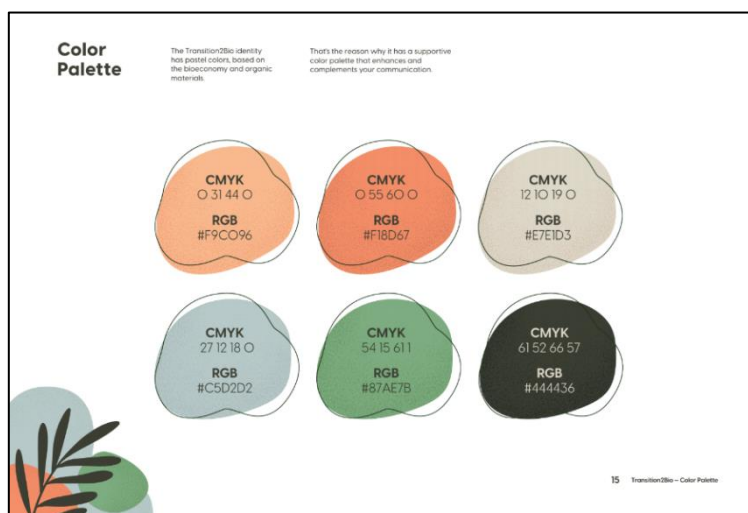 Color
Palette
The Transition2Bio identity
has pastel colors, based on
the bioeconomy and organic
materials.
That's the reason why it has a supportive
color palette that enhances and
complements your communication.
CMYK
0 31 44 0
RGB
#F9C096
CMYK
0 55 60 0
RGB
#F18D67
CMYK
12 10 19 0
RGB
#E7E1D3
CMYK
27 12 18 0
RGB
#C5D2D2
CMYK
54 15 61 1
RGB
#87AE7B
CMYK
61 52 66 57
RGB
#444436
15 Transition2Bio – Color Palette